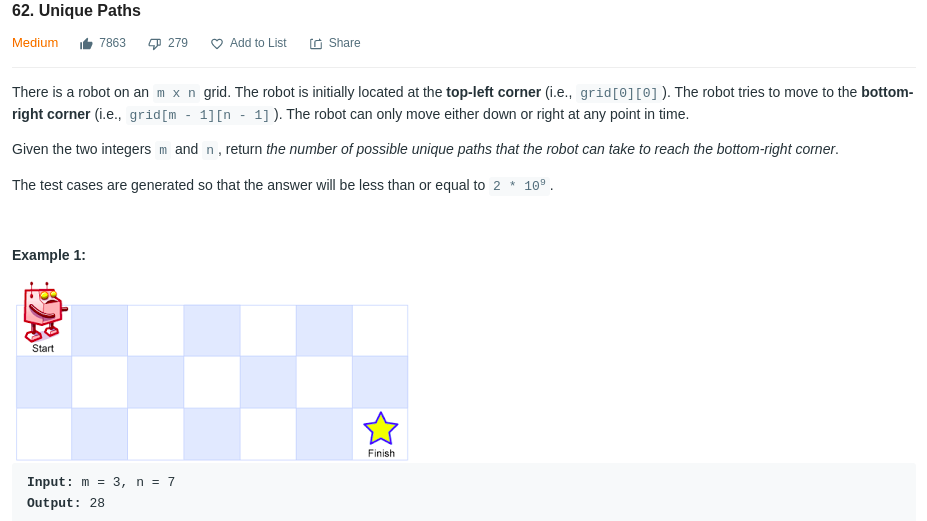 62. Unique Paths
Medium 7863 279 Add to List Share
There is a robot on an m x n grid. The robot is initially located at the top-left corner (i.e., grid[0][0] ). The robot tries to move to the bottom-
right corner (i.e., grid[m - 1][n - 1] ). The robot can only move either down or right at any point in time.
Given the two integers m and n , return the number of possible unique paths that the robot can take to reach the bottom-right corner.
The test cases are generated so that the answer will be less than or equal to 2 * 10⁹ .
Example 1:
Start
Finish
Input: m = 3, n = 7
Output: 28